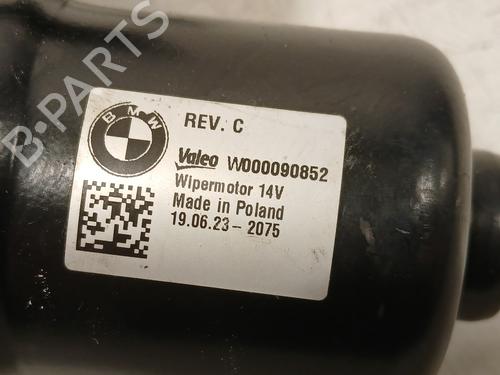 B-PARTS
BMW
REV. C
Valeo W000090852
Wipermotor 14V
Made in Poland
19.06.23 - 2075